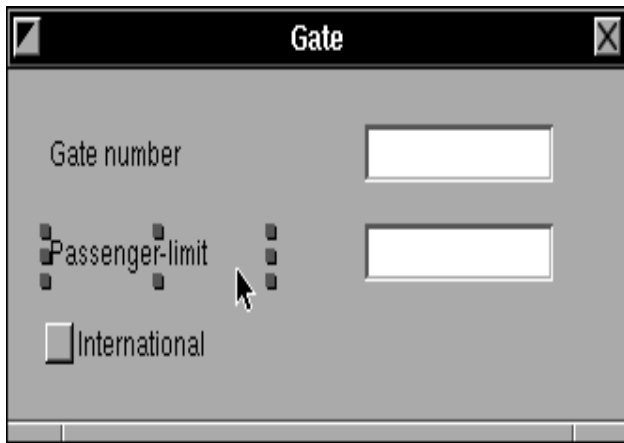 Gate
Gate number
Passenger-limit
International